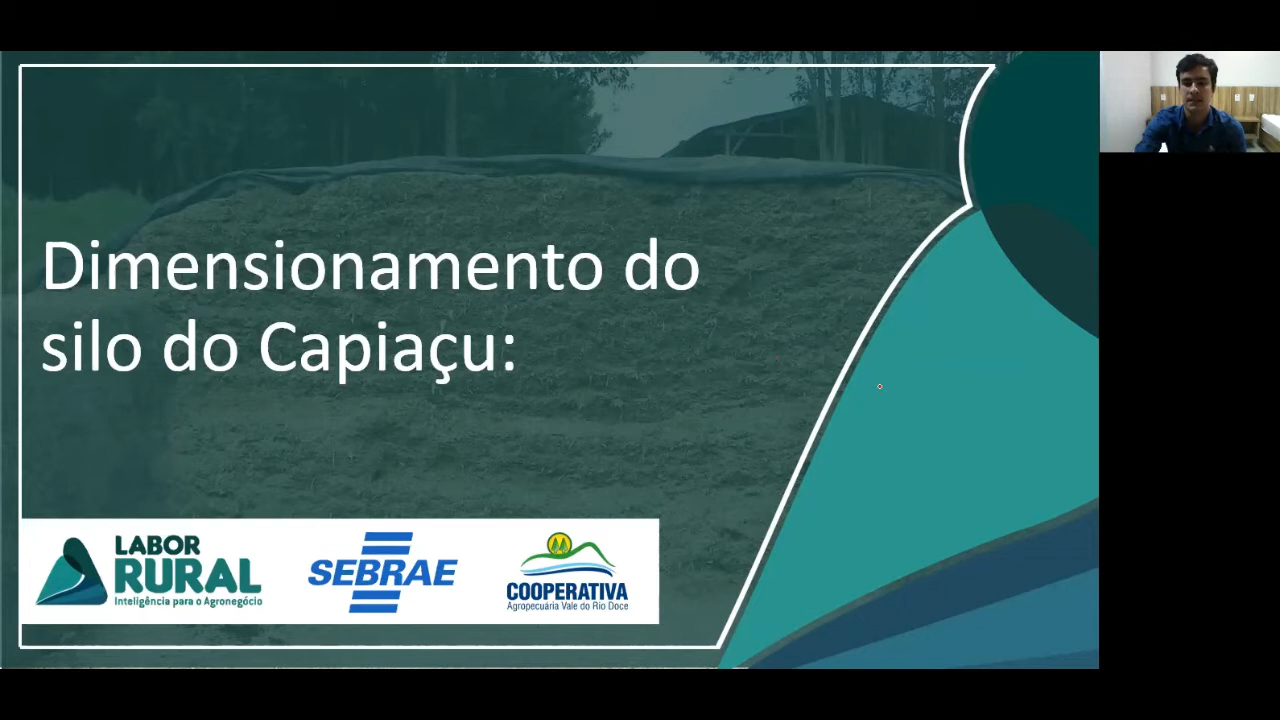 Dimensionamento do
silo do Capiaçu:
LABOR
RURAL
Inteligência para o Agronegócio
SEBRAE
COOPERATIVA
Agropecuária Vale do Rio Doce